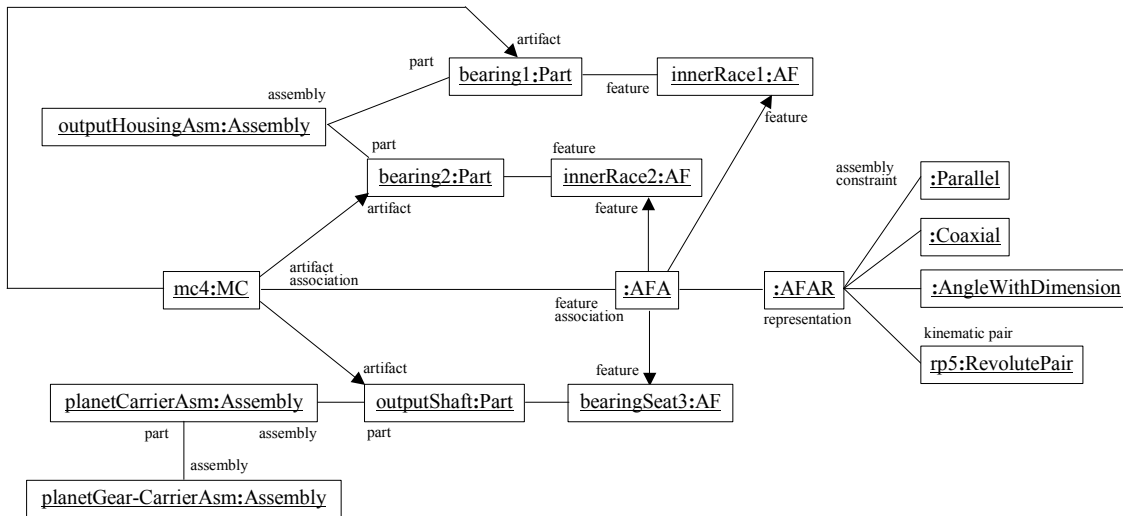 artifact
part
bearing1:Part
innerRace1:AF
feature
assembly
feature
outputHousingAsm:Assembly
part
feature
bearing2:Part
innerRace2:AF
assembly
constraint
:Parallel
artifact
feature
:Coaxial
artifact
association
mc4:MC
:AFA
:AFAR
:AngleWithDimension
feature
association
representation
kinematic pair
rp5:RevolutePair
artifact
feature
planetCarrierAsm:Assembly
outputShaft:Part
bearingSeat3:AF
part
assembly
part
assembly
planetGear-CarrierAsm:Assembly